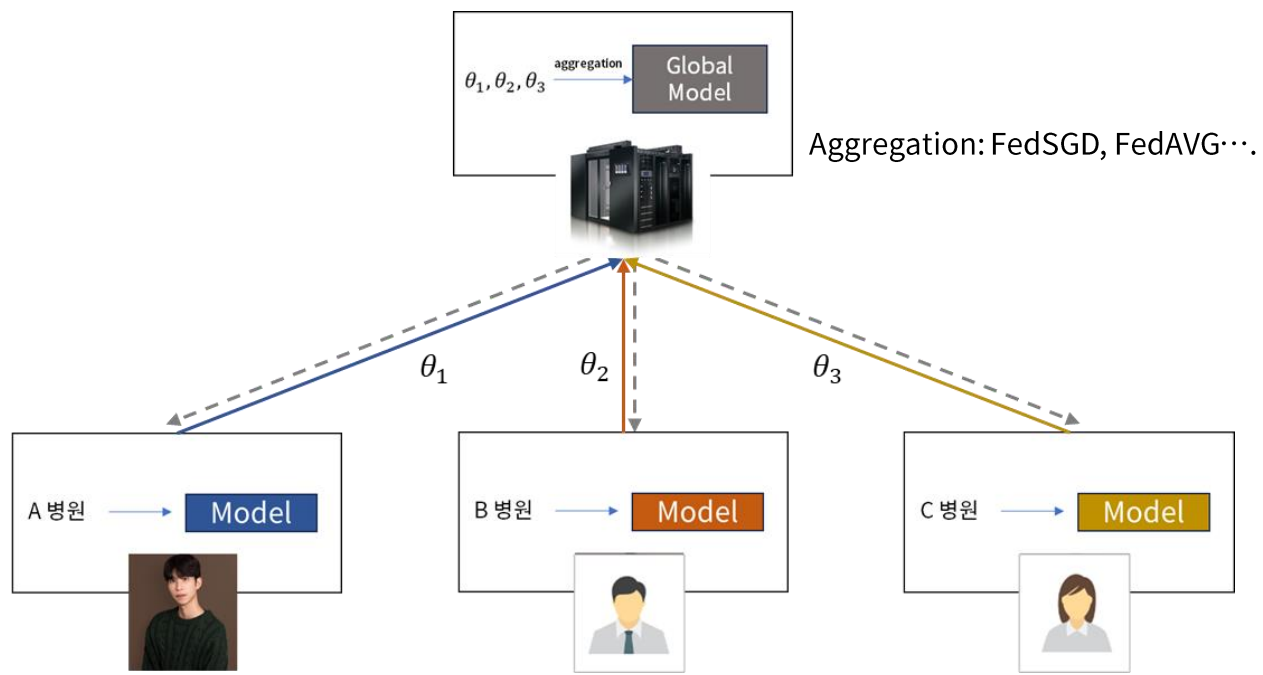 aggregation
θ₁, θ₂, θ₃
Global
Model
Aggregation: FedSGD, FedAVG⋯.
θ₁
θ₂
θ₃
A 병원
Model
B 병원
Model
C 병원
Model